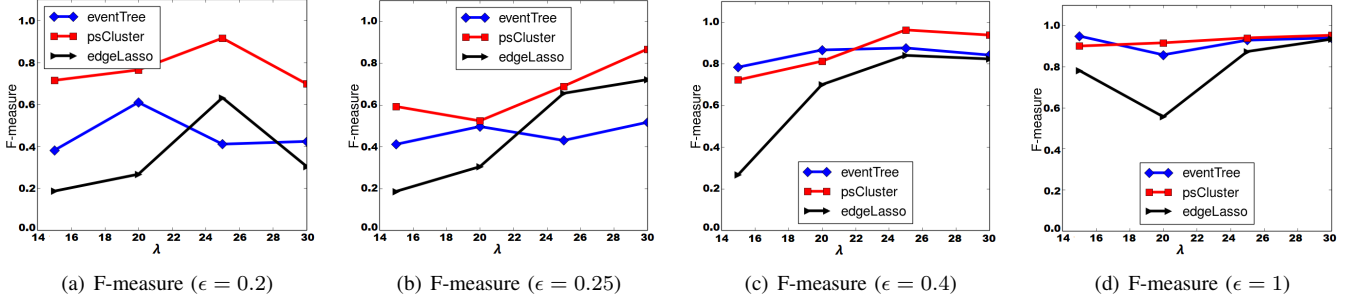 eventTree
psCluster
edgeLasso
F-measure
1.0
0.8
0.6
0.4
0.2
0.0
14 16 18 20 22 24 26 28 30
λ
(a) F-measure (ϵ = 0.2)
eventTree
psCluster
edgeLasso
F-measure
1.0
0.8
0.6
0.4
0.2
0.0
14 16 18 20 22 24 26 28 30
λ
(b) F-measure (ϵ = 0.25)
eventTree
psCluster
edgeLasso
F-measure
1.0
0.8
0.6
0.4
0.2
0.0
14 16 18 20 22 24 26 28 30
λ
(c) F-measure (ϵ = 0.4)
eventTree
psCluster
edgeLasso
F-measure
1.0
0.8
0.6
0.4
0.2
0.0
14 16 18 20 22 24 26 28 30
λ
(d) F-measure (ϵ = 1)